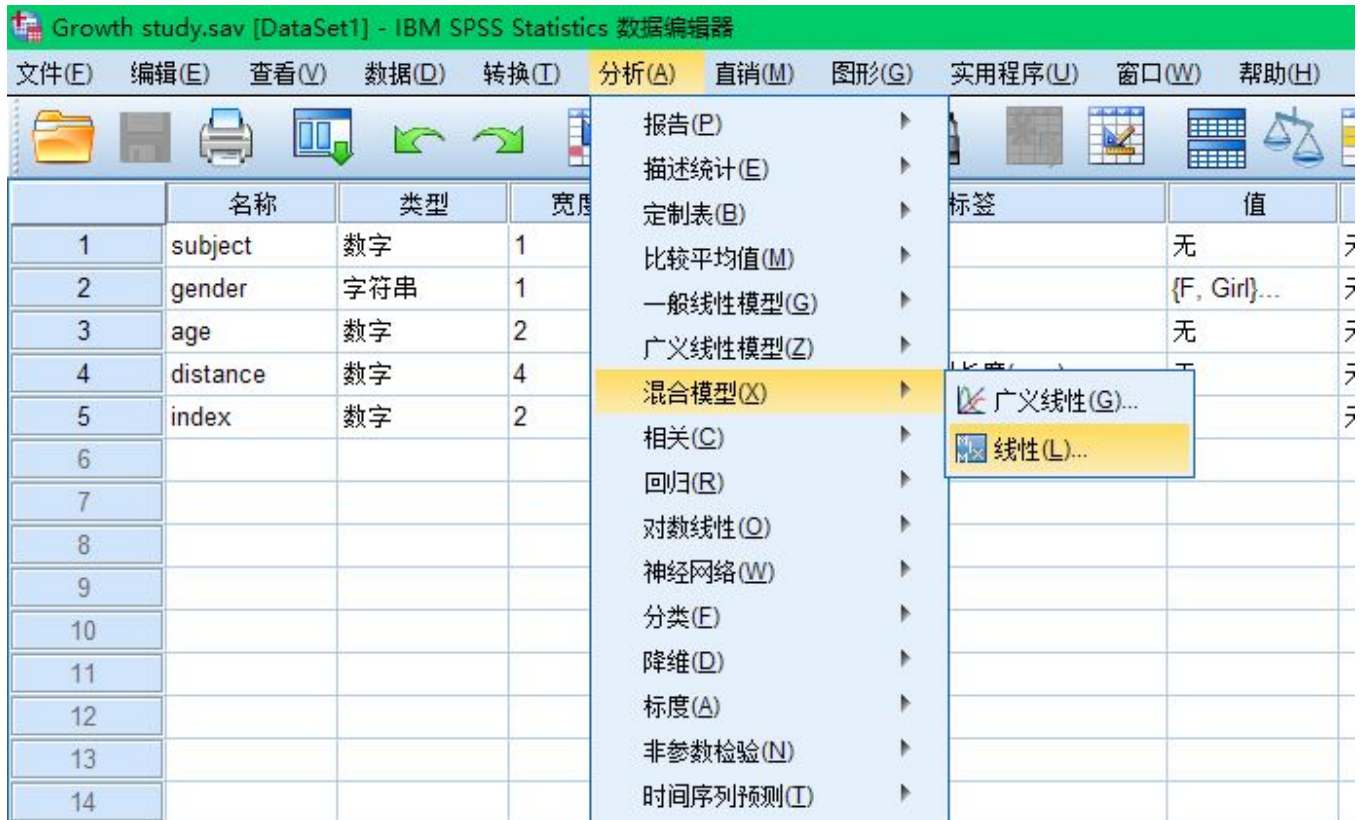 Growth study.sav [DataSet1] - IBM SPSS Statistics 数据编辑器
文件(F) 编辑(E) 查看(V) 数据(D) 转换(T) 分析(A) 直销(M) 图形(G) 实用程序(U) 窗口(W) 帮助(H)
名称 类型 宽度 标签 值
1 subject 数字 1 无
2 gender 字符串 1 {F, Girl}...
3 age 数字 2 无
4 distance 数字 4
5 index 数字 2
6
7
8
9
10
11
12
13
14
报告(P)
描述统计(E)
定制表(B)
比较平均值(M)
一般线性模型(G)
广义线性模型(Z)
混合模型(X)
相关(C)
回归(R)
对数线性(O)
神经网络(W)
分类(F)
降维(D)
标度(A)
非参数检验(N)
时间序列预测(T)
广义线性(G)...
线性(L)...